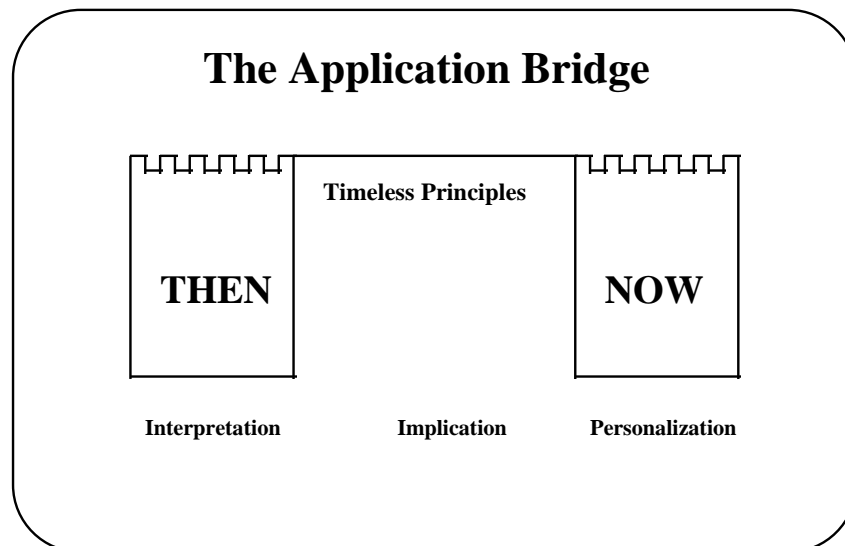 The Application Bridge
Timeless Principles
THEN
NOW
Interpretation
Implication
Personalization